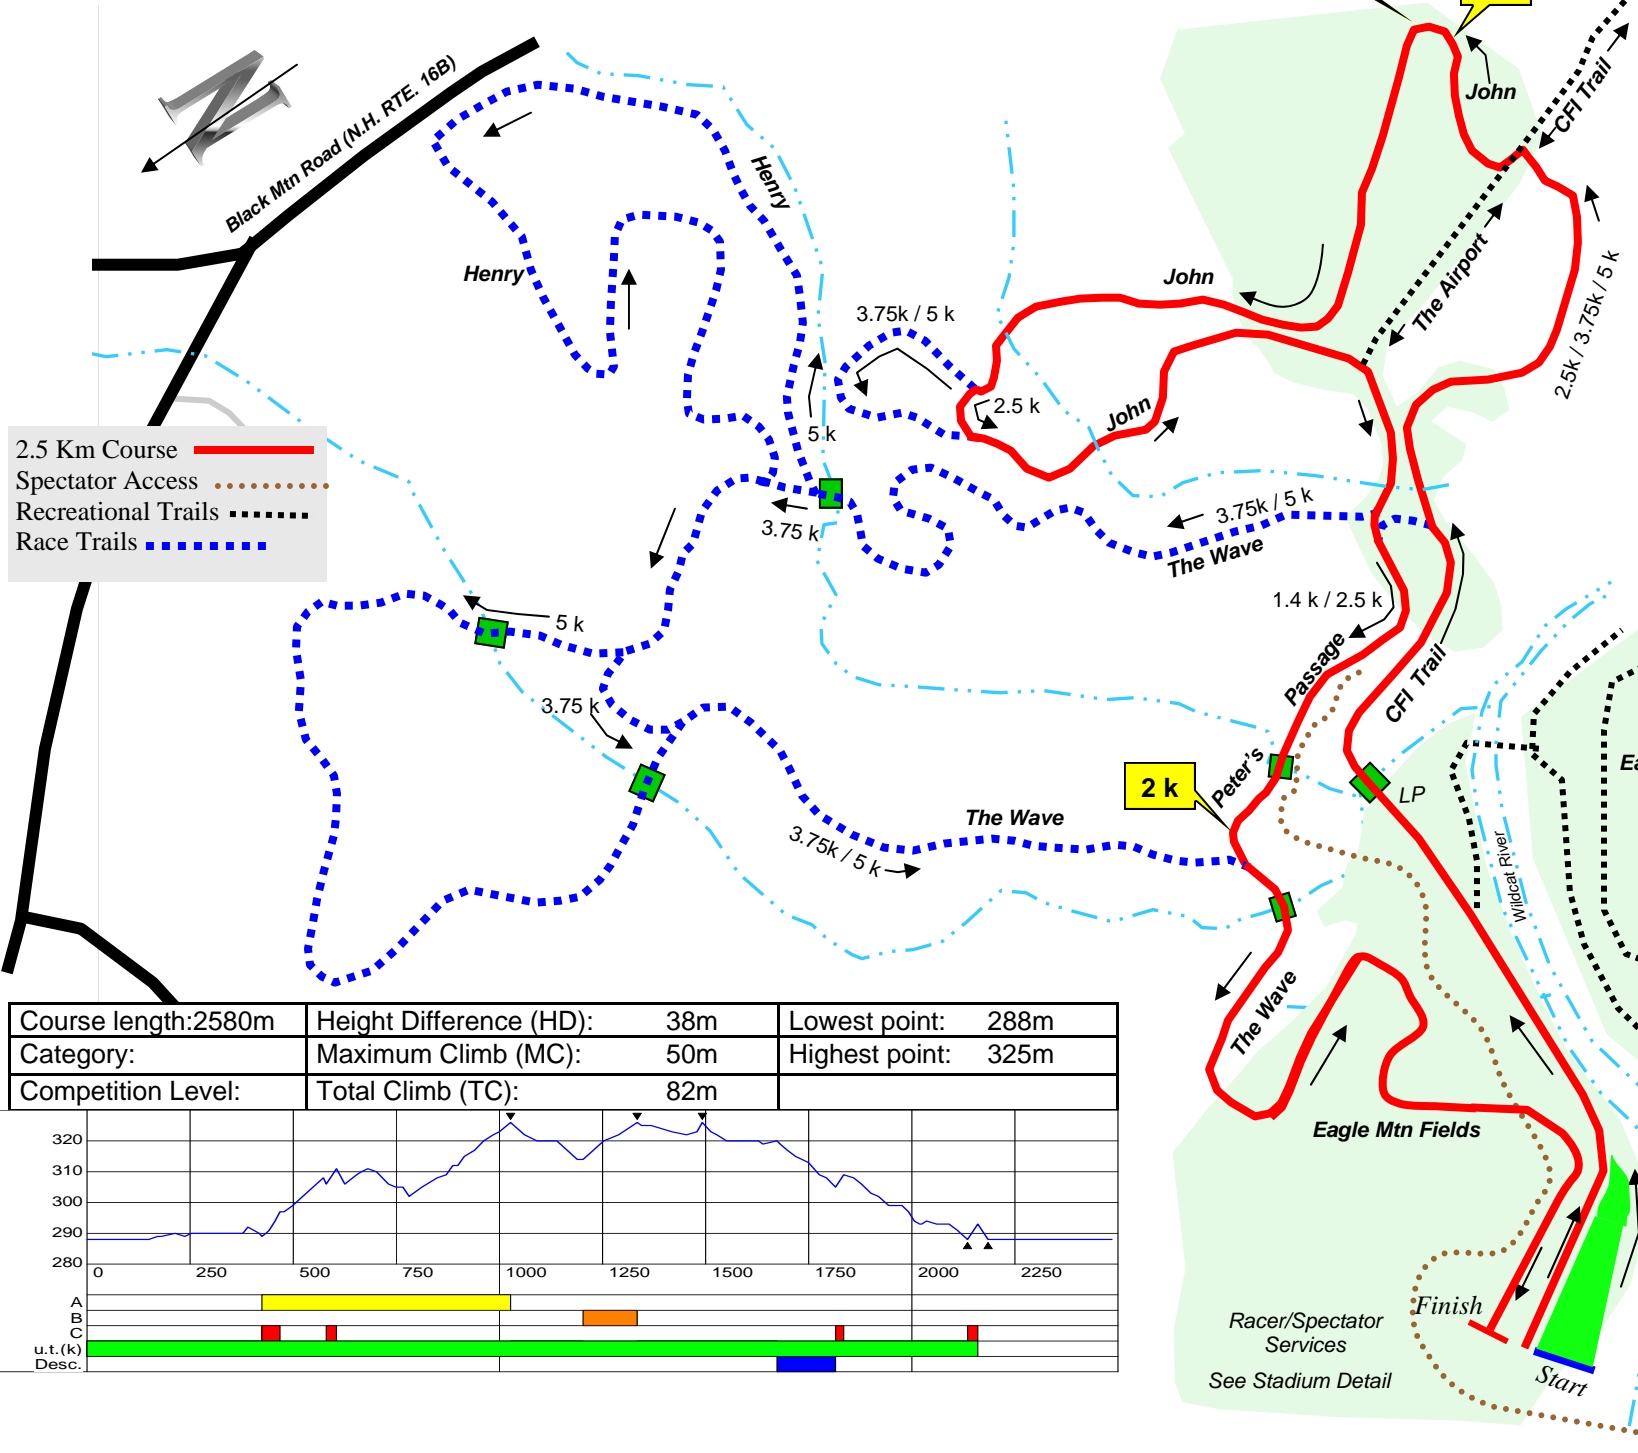 N
Black Mtn Road (N.H. RTE. 16B)
John
CFI Trail
Henry
Henry
John
The Airport
2.5k / 3.75k / 5 k
3.75k / 5 k
2.5 k
John
5 k
3.75 k
3.75k / 5 k
The Wave
2.5 Km Course
Spectator Access
Recreational Trails
Race Trails
5 k
1.4 k / 2.5 k
Passage
CFI Trail
3.75 k
Peter's
2 k
LP
The Wave
3.75k / 5 k
Wildcat River
Ea
The Wave
Eagle Mtn Fields
Course length:2580m Height Difference (HD): 38m Lowest point: 288m
Category: Maximum Climb (MC): 50m Highest point: 325m
Competition Level: Total Climb (TC): 82m
320
310
300
290
280
0 250 500 750 1000 1250 1500 1750 2000 2250
A
B
C
u.t.(k)
Desc.
Finish
Racer/Spectator
Services
See Stadium Detail
Start